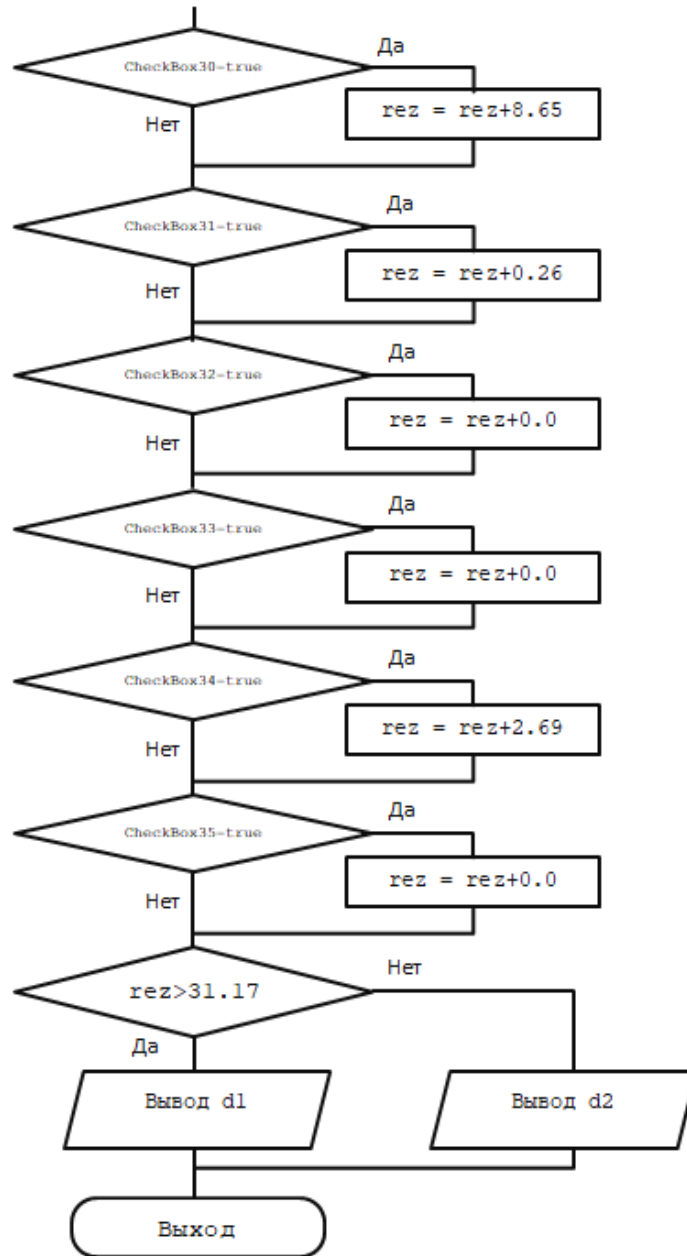 Да
CheckBox30-true
rez = rez+8.65
Нет
Да
CheckBox31-true
rez = rez+0.26
Нет
Да
CheckBox32-true
rez = rez+0.0
Нет
Да
CheckBox33-true
rez = rez+0.0
Нет
Да
CheckBox34-true
rez = rez+2.69
Нет
Да
CheckBox35-true
rez = rez+0.0
Нет
Нет
rez>31.17
Да
Вывод d1
Вывод d2
Выход